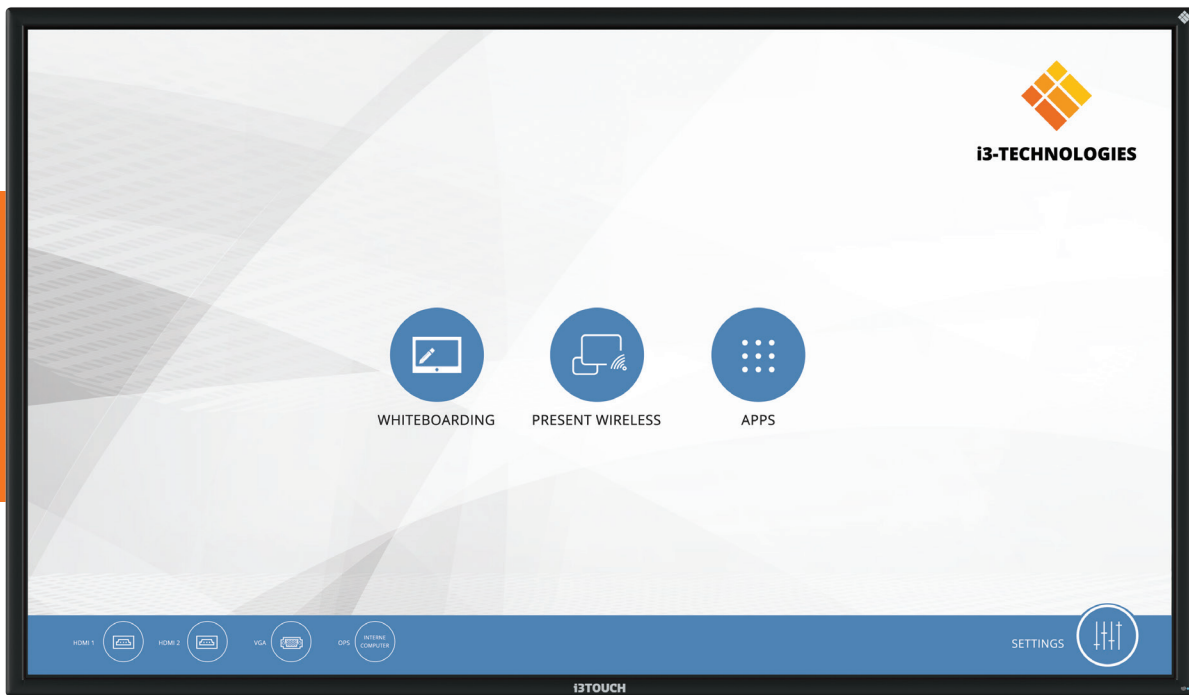 i3-TECHNOLOGIES
WHITEBOARDING
PRESENT WIRELESS
APPS
HDMI 1
HDMI 2
VGA
OPS
INTERNE
COMPUTER
SETTINGS
i3TOUCH